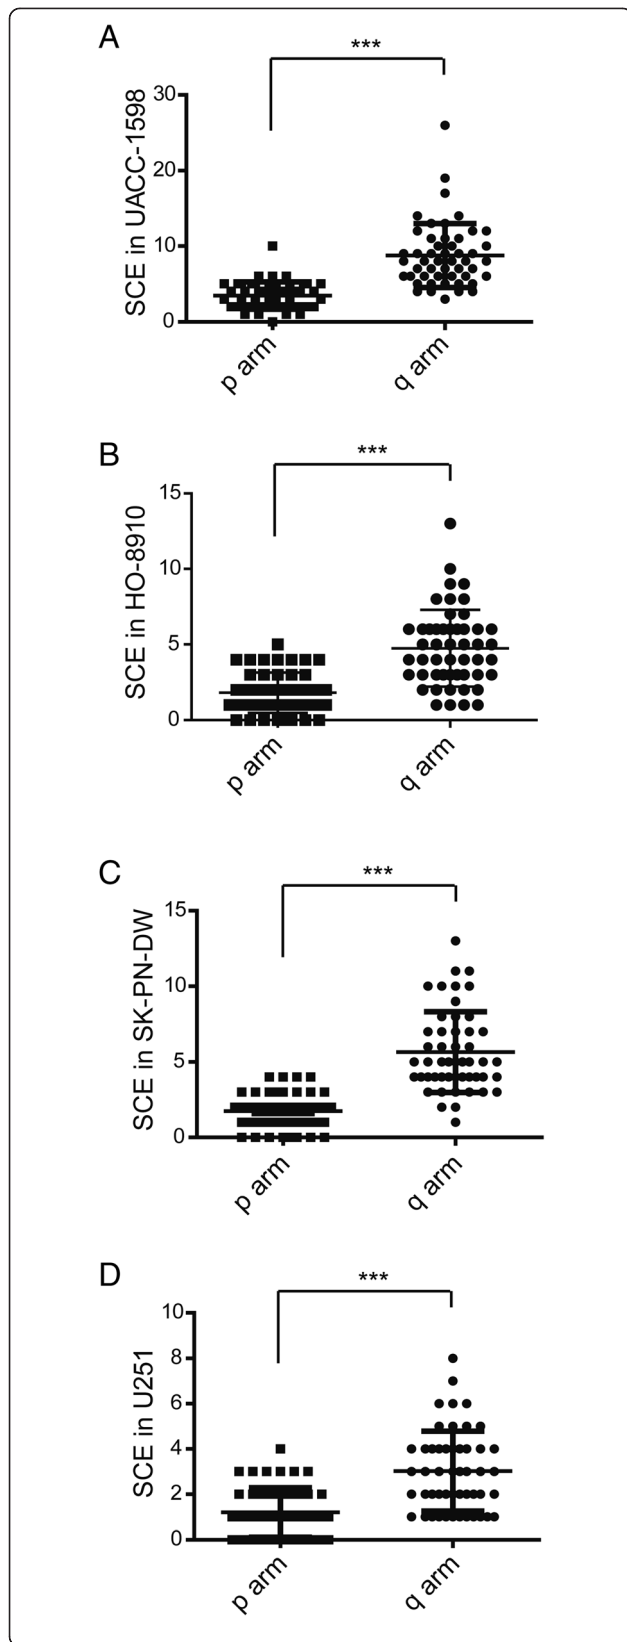 A
***
SCE in UACC-1598
30
20
10
0
p arm
q arm
B
***
SCE in HO-8910
15
10
5
0
p arm
q arm
C
***
SCE in SK-PN-DW
15
10
5
0
p arm
q arm
D
***
SCE in U251
10
8
6
4
2
0
p arm
q arm